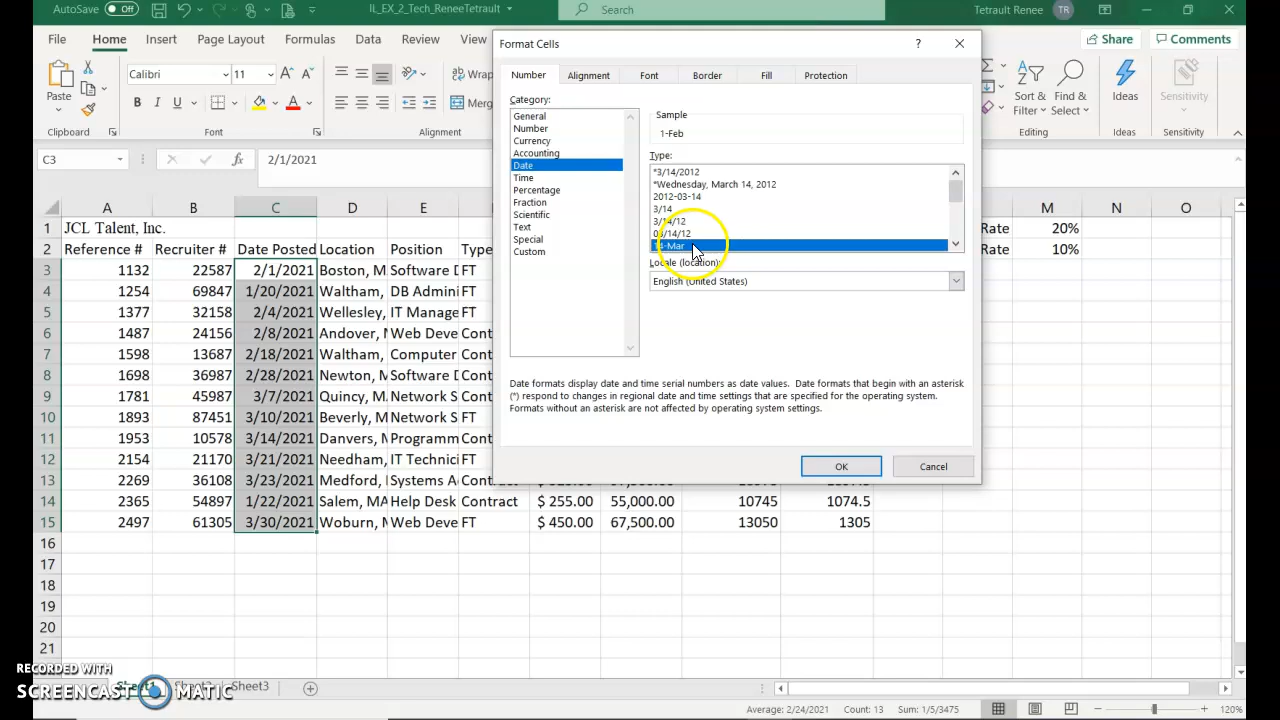 AutoSave Off IL_EX_2_Tech_ReneeTetrault Search Tetrault Renee TR
File Home Insert Page Layout Formulas Data Review View Share Comments
Format Cells ?
Number Alignment Font Border Fill Protection
Paste Calibri 11 Wrap
B I U Merg
Sort & Filter Find & Select Ideas Sensitivity
Clipboard Font Alignment Editing Ideas Sensitivity
C3 fx 2/1/2021
Category:
General
Number
Currency
Accounting
Date
Time
Percentage
Fraction
Scientific
Text
Special
Custom
Sample
1-Feb
Type:
*3/14/2012
*Wednesday, March 14, 2012
2012-03-14
3/14
3/14/12
03/14/12
14-Mar
Locale (location):
English (United States)
Date formats display date and time serial numbers as date values. Date formats that begin with an asterisk
(*) respond to changes in regional date and time settings that are specified for the operating system.
Formats without an asterisk are not affected by operating system settings.
OK Cancel
A B C D E M N O
1 JCL Talent, Inc. Rate 20%
2 Reference # Recruiter # Date Posted Location Position Type Rate 10%
3 1132 22587 2/1/2021 Boston, M Software D FT
4 1254 69847 1/20/2021 Waltham, DB Admini FT
5 1377 32158 2/4/2021 Wellesley, IT Manage FT
6 1487 24156 2/8/2021 Andover, M Web Deve Cont
7 1598 13687 2/18/2021 Waltham, Computer Cont
8 1698 36987 2/28/2021 Newton, M Software D Cont
9 1781 45987 3/7/2021 Quincy, M Network S Cont
10 1893 87451 3/10/2021 Beverly, M Network S FT
11 1953 10578 3/14/2021 Danvers, M Programm Cont
12 2154 21170 3/21/2021 Needham, IT Technici FT
13 2269 36108 3/23/2021 Medford, Systems A
14 2365 54897 1/22/2021 Salem, MA Help Desk Contract $ 255.00 55,000.00 10745 1074.5
15 2497 61305 3/30/2021 Woburn, M Web Deve FT $ 450.00 67,500.00 13050 1305
16
17
18
19
20
21
RECORDED WITH
SCREENCAST MATIC
Sheet3
Average: 2/24/2021 Count: 13 Sum: 1/5/3475 120%